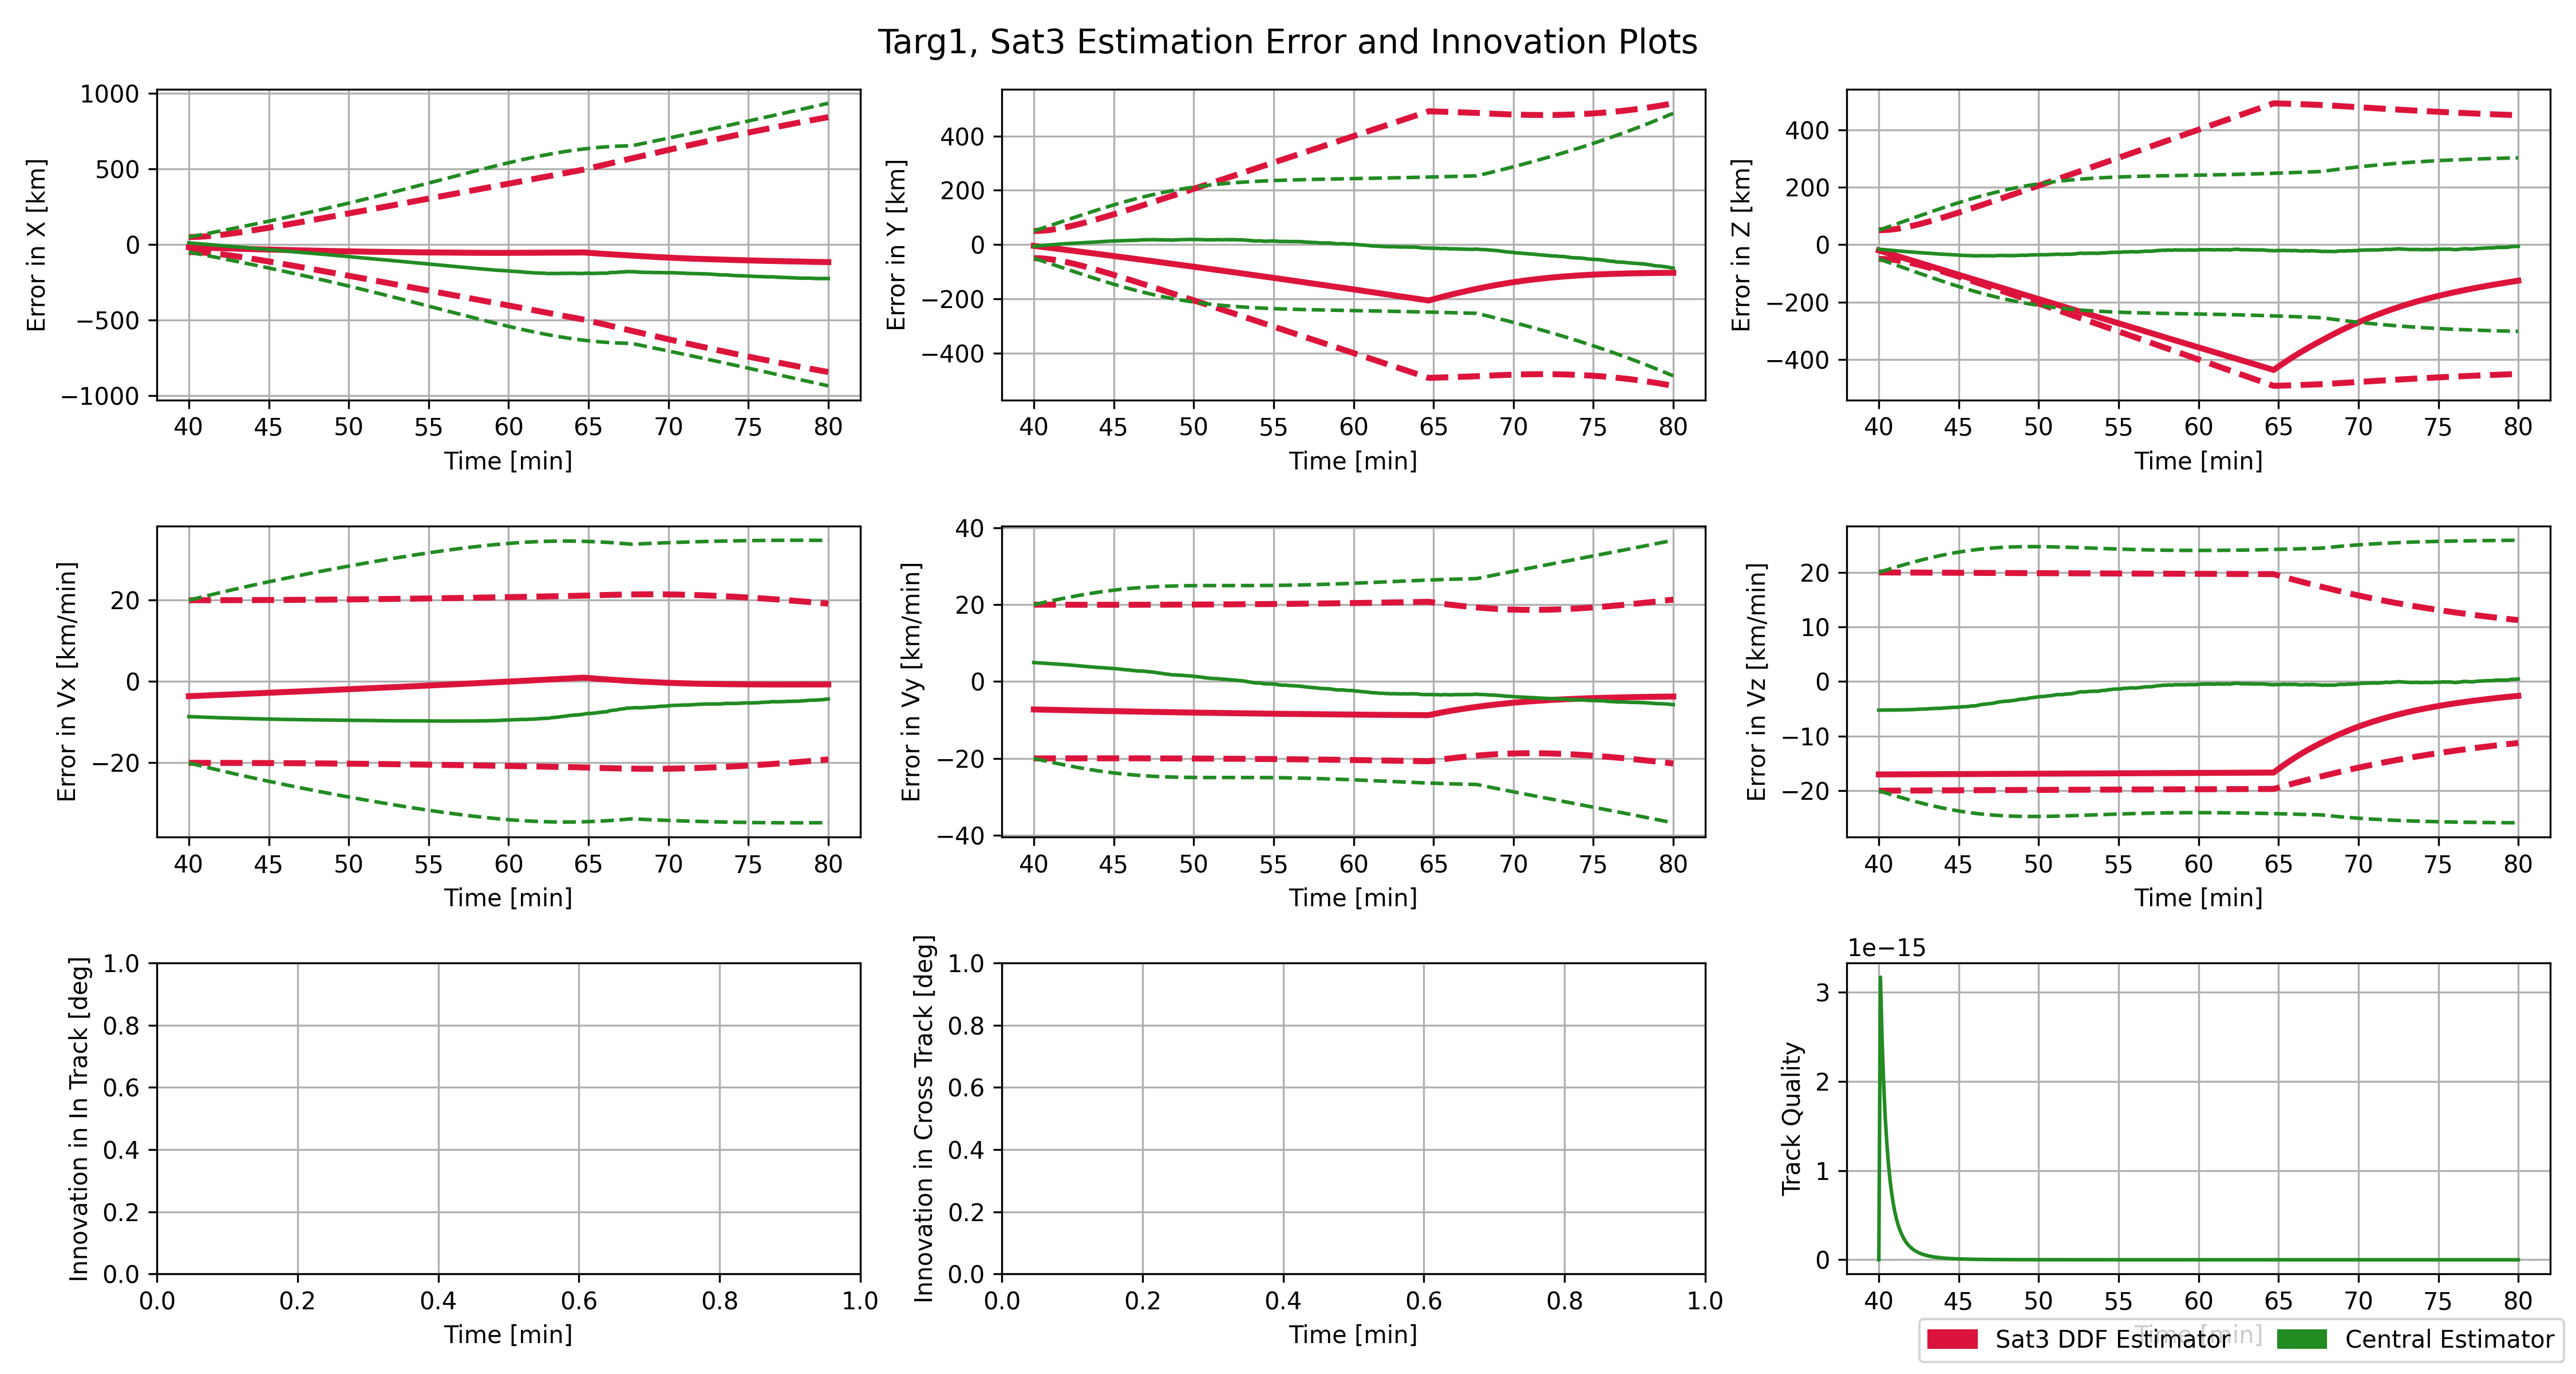 Targ1, Sat3 Estimation Error and Innovation Plots
Error in X [km]
1000
500
0
−500
−1000
40 45 50 55 60 65 70 75 80
Time [min]
Error in Y [km]
400
200
0
−200
−400
40 45 50 55 60 65 70 75 80
Time [min]
Error in Z [km]
400
200
0
−200
−400
40 45 50 55 60 65 70 75 80
Time [min]
Error in Vx [km/min]
20
0
−20
40 45 50 55 60 65 70 75 80
Time [min]
Error in Vy [km/min]
40
20
0
−20
−40
40 45 50 55 60 65 70 75 80
Time [min]
Error in Vz [km/min]
20
10
0
−10
−20
40 45 50 55 60 65 70 75 80
Time [min]
Innovation in In Track [deg]
1.0
0.8
0.6
0.4
0.2
0.0
0.0 0.2 0.4 0.6 0.8 1.0
Time [min]
Innovation in Cross Track [deg]
1.0
0.8
0.6
0.4
0.2
0.0
0.0 0.2 0.4 0.6 0.8 1.0
Time [min]
1e−15
Track Quality
3
2
1
0
40 45 50 55 60 65 70 75 80
Time [min]
Sat3 DDF Estimator Central Estimator